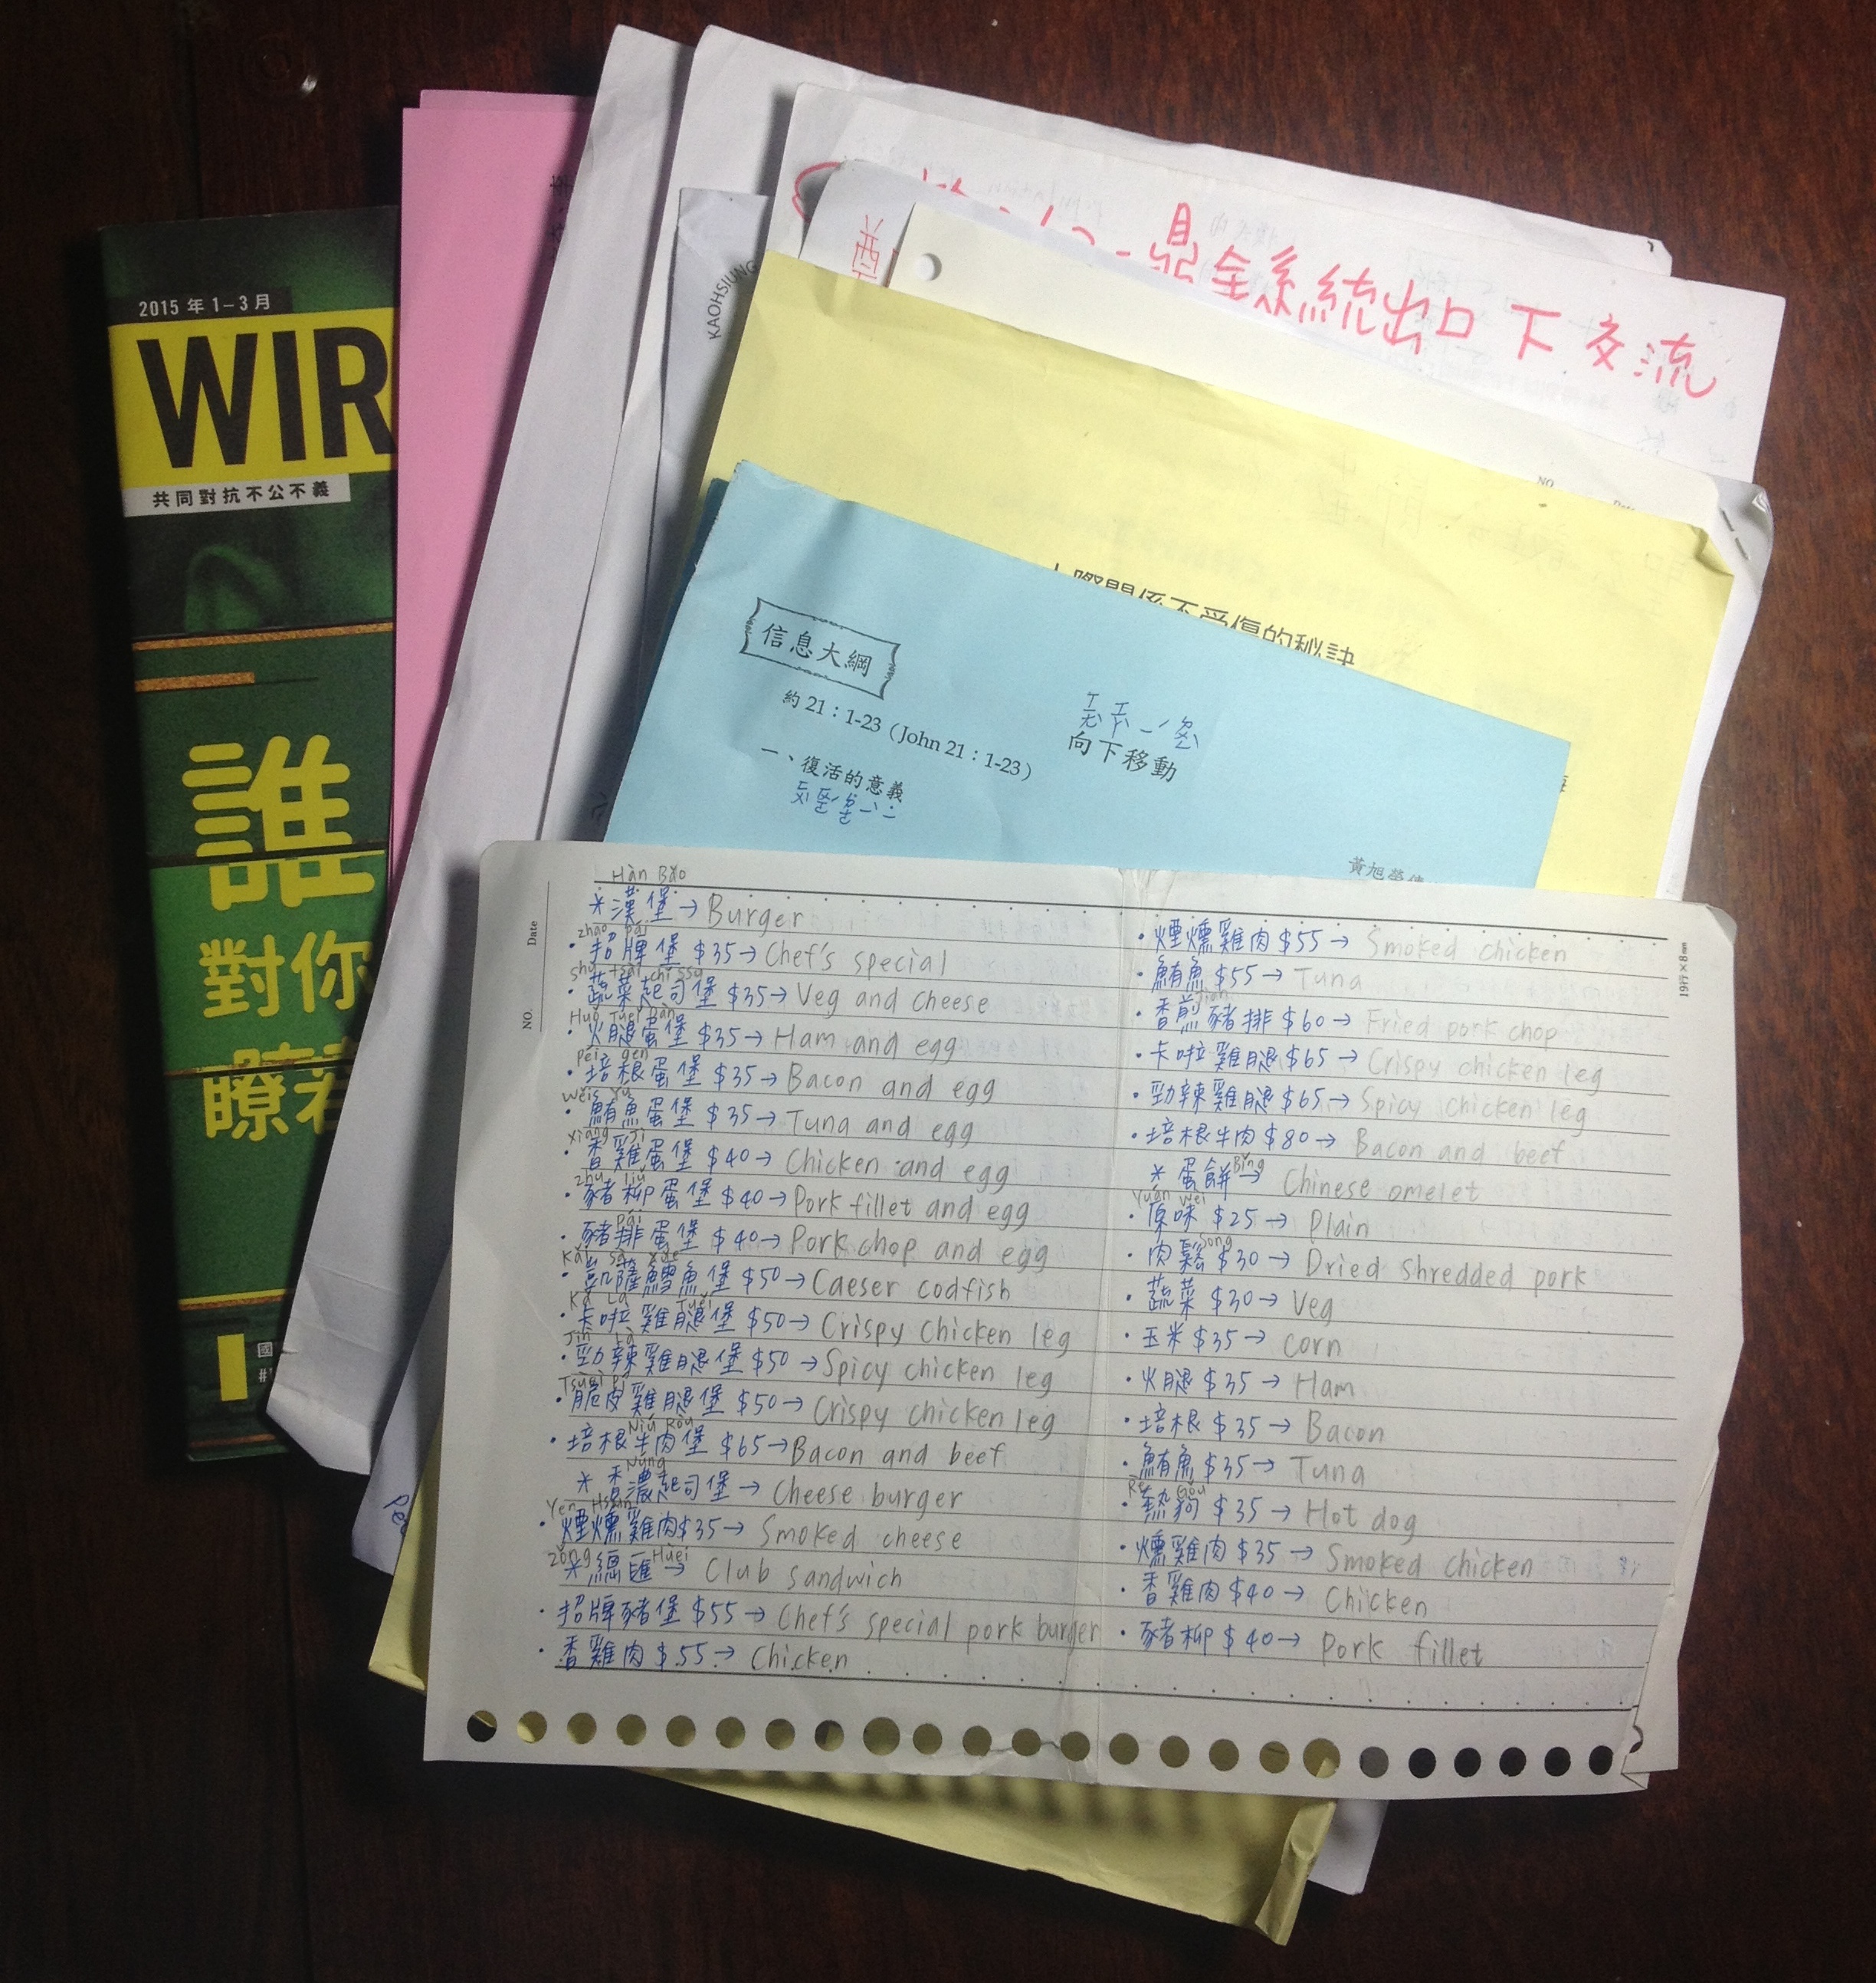 2015 年 1–3 月
WIR
共同對抗不公不義
誰
對你
瞭
國
KAOHSIUNG
系統出口下交流
NO.
人際關係不受傷的秘訣
信息大綱
約 21：1-23（John 21：1-23）
向下移動
一、復活的意義
黃旭榮
Date
NO.
19行×8mm
Hàn Bǎo
*漢堡→Burger
zhāo pái
·招牌堡 $35→Chef's special
shū tsài chǐ ssū
·蔬菜起司堡 $35→Veg and cheese
Huǒ Tuěi Dàn
·火腿蛋堡 $35→Ham and egg
péi gēn
·培根蛋堡 $35→Bacon and egg
wěi yú
·鮪魚蛋堡 $35→Tuna and egg
xiāng jī
·香雞蛋堡 $40→Chicken and egg
zhū liǔ
·豬柳蛋堡 $40→Pork fillet and egg
pái
·豬排蛋堡 $40→Pork chop and egg
Kǎi sà xuě
·凱薩鱈魚堡 $50→Caeser codfish
Kǎ Lā Tuěi
·卡啦雞腿堡 $50→Crispy chicken leg
Jìn Là
·勁辣雞腿堡 $50→Spicy chicken leg
Tsùei Pí
·脆皮雞腿堡 $50→Crispy chicken leg
Niú Ròu
·培根牛肉堡 $65→Bacon and beef
Núng
*香濃起司堡→Cheese burger
Yen Hsün
·煙燻雞肉$35→Smoked cheese
zǒng Hùei
*總匯→Club sandwich
·招牌豬堡 $55→Chef's special pork burger
·香雞肉 $55→Chicken
·煙燻雞肉$55→Smoked chicken
·鮪魚 $55→Tuna
Jian
·香煎豬排 $60→Fried pork chop
·卡啦雞腿$65→Crispy chicken leg
·勁辣雞腿$65→Spicy chicken leg
·培根牛肉 $80→Bacon and beef
Bǐng
*蛋餅→Chinese omelet
Yuán wèi
·原味 $25→Plain
Song
·肉鬆 $30→Dried shredded pork
·蔬菜 $30→Veg
·玉米 $35→Corn
·火腿 $35→Ham
·培根 $35→Bacon
·鮪魚 $35→Tuna
Rè Gǒu
·熱狗 $35→Hot dog
·燻雞肉 $35→Smoked chicken
·香雞肉 $40→Chicken
·豬柳 $40→Pork fillet